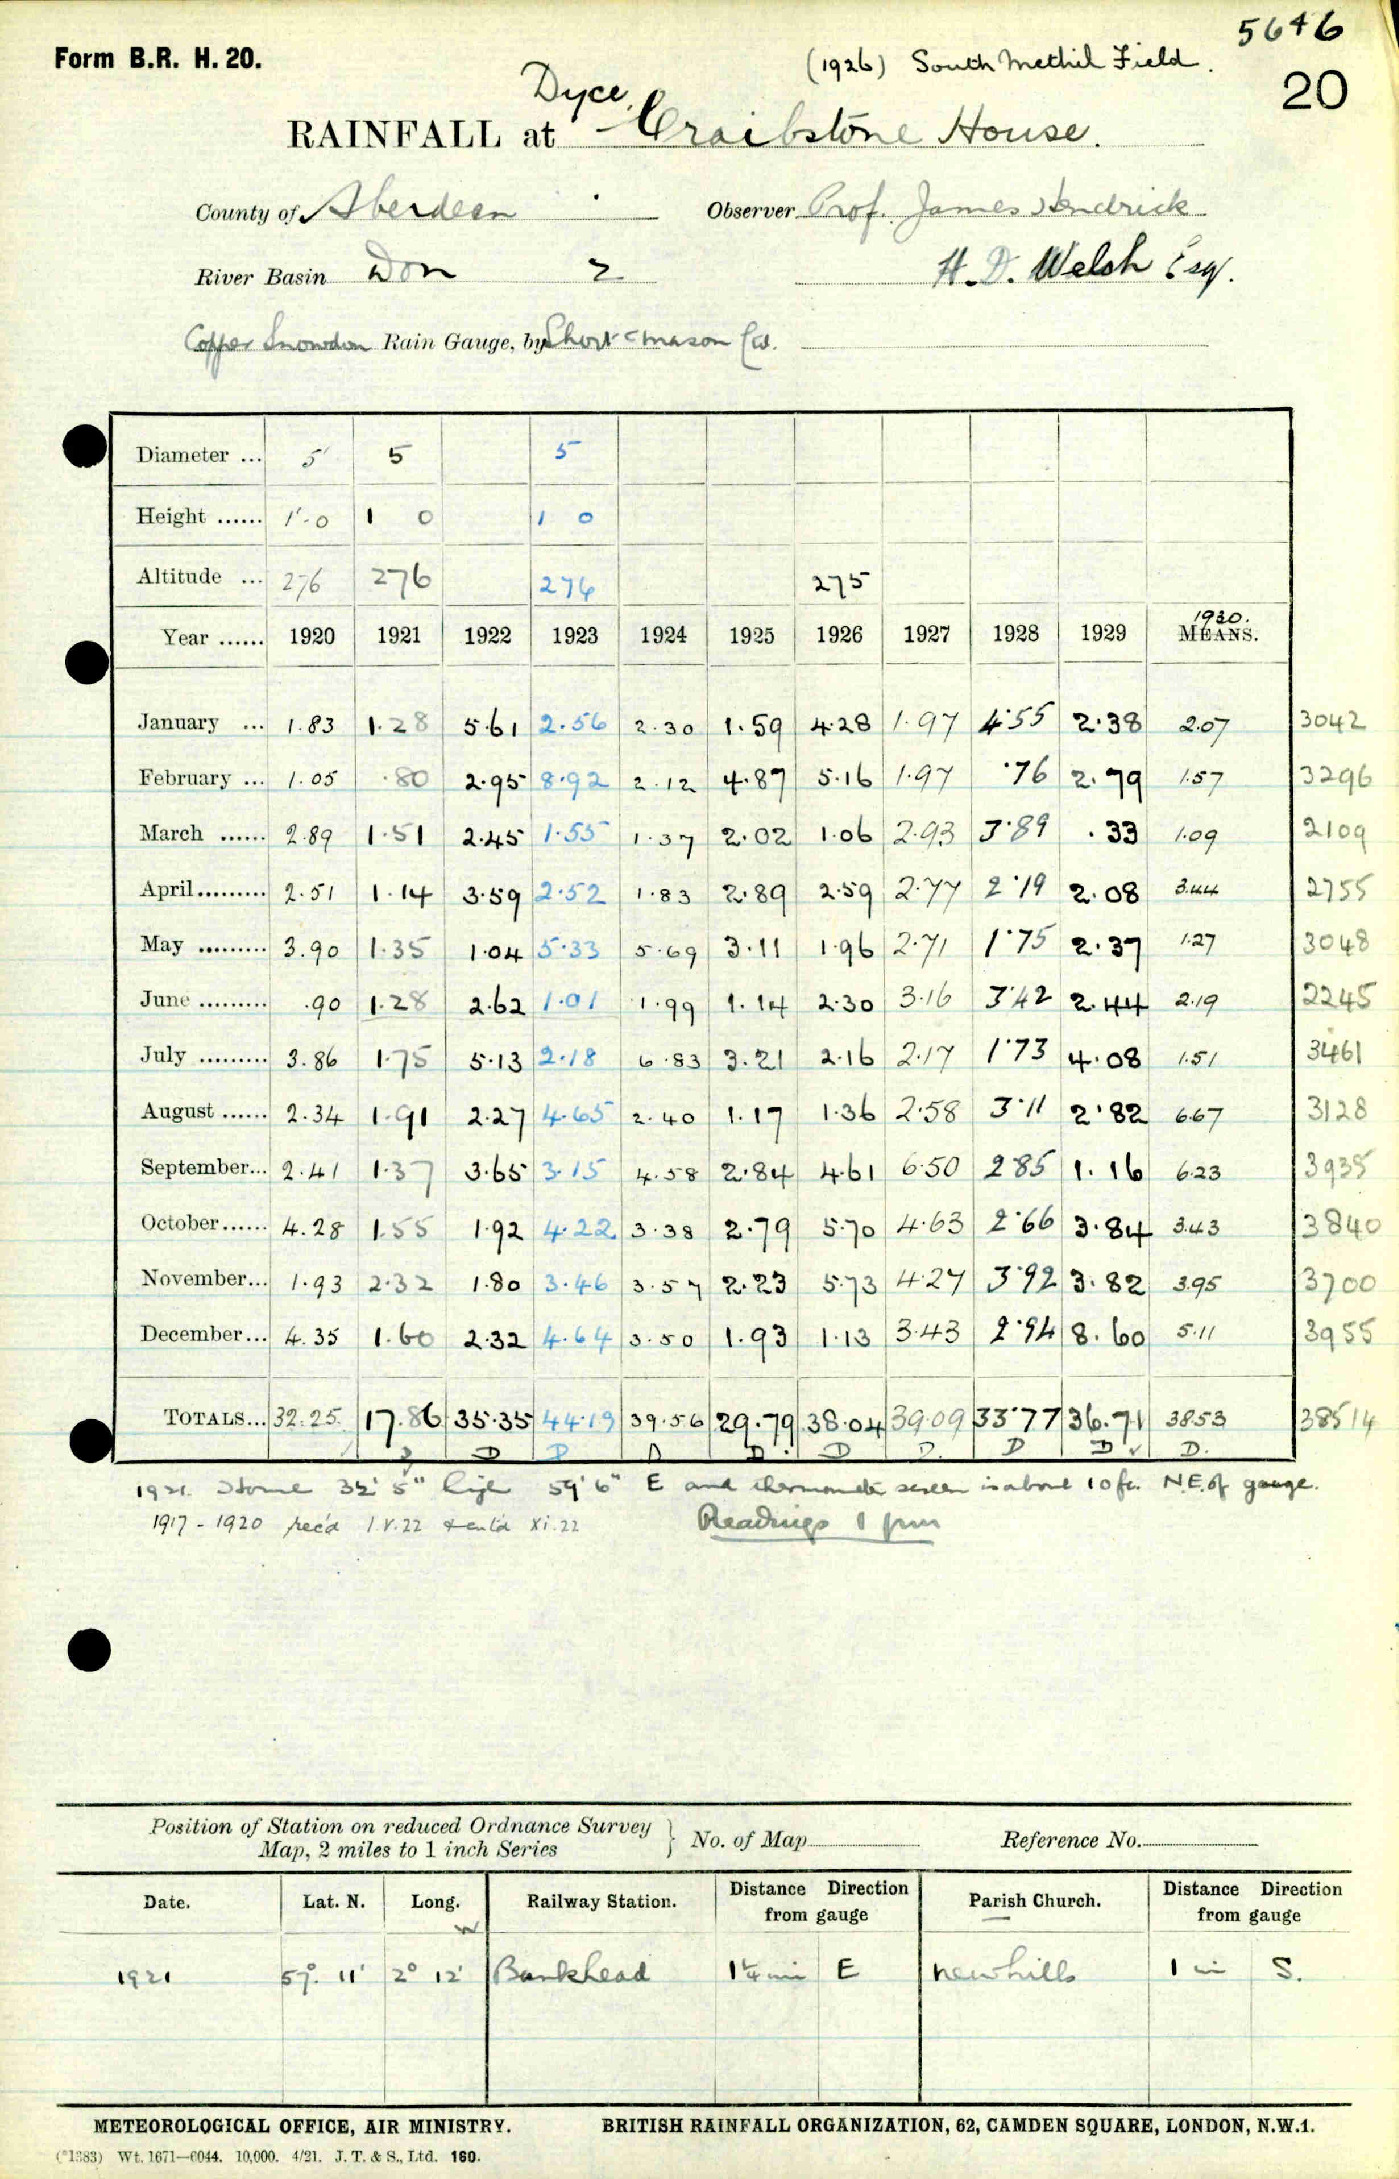 5646
Form B.R. H. 20.
(1926) South Methil Field.
20
Dyce,
RAINFALL at Craibstone House.
County of Aberdeen Observer Prof. James Hendrick
River Basin Don 2 H. D. Welsh Esq.
Copper Snowdon Rain Gauge, by Short & Mason Ltd.
Diameter ... 5 5 5
Height ...... 1·0 1 0 1 0
Altitude ... 276 276 276 275
1930.
Year ...... 1920 1921 1922 1923 1924 1925 1926 1927 1928 1929 MEANS.
January ... 1.83 1.28 5.61 2.56 2.30 1.59 4.28 1.97 4.55 2.38 2.07 3042
February ... 1.05 .80 2.95 8.92 2.12 4.87 5.16 1.97 .76 2.79 1.57 3296
March ...... 2.89 1.51 2.45 1.55 1.37 2.02 1.06 2.93 3.89 .33 1.09 2109
April......... 2.51 1.14 3.59 2.52 1.83 2.89 2.59 2.77 2.19 2.08 3.44 2755
May ......... 3.90 1.35 1.04 5.33 5.69 3.11 1.96 2.71 1.75 2.37 1.27 3048
June ......... .90 1.28 2.62 1.01 1.99 1.14 2.30 3.16 3.42 2.44 2.19 2245
July ......... 3.86 1.75 5.13 2.18 6.83 3.21 2.16 2.17 1.73 4.08 1.51 3461
August ...... 2.34 1.91 2.27 4.65 2.40 1.17 1.36 2.58 3.11 2.82 6.67 3128
September... 2.41 1.37 3.65 3.15 4.58 2.84 4.61 6.50 2.85 1.16 6.23 3935
October...... 4.28 1.55 1.92 4.22 3.38 2.79 5.70 4.63 2.66 3.84 3.43 3840
November... 1.93 2.32 1.80 3.46 3.57 2.23 5.73 4.27 3.92 3.82 3.95 3700
December... 4.35 1.60 2.32 4.64 3.50 1.93 1.13 3.43 2.94 8.60 5.11 3955
TOTALS... 32.25 17.86 35.35 44.19 39.56 29.79 38.04 39.09 33.77 36.71 38.53 38514
D D D D D D D D D D.
1921. House 32' 5" high 59' 6" E and thermometer screen is about 10 ft. N.E. of gauge.
1917 - 1920 rec'd 1.V.22 & ent'd XI.22 Readings 1 pm
Position of Station on reduced Ordnance Survey
Map, 2 miles to 1 inch Series } No. of Map Reference No.
Date. Lat. N. Long. W Railway Station. Distance Direction from gauge Parish Church. Distance Direction from gauge
1921 57° 11' 2° 12' Bankhead 1¼ mi E Newhills 1 mi S.
METEOROLOGICAL OFFICE, AIR MINISTRY. BRITISH RAINFALL ORGANIZATION, 62, CAMDEN SQUARE, LONDON, N.W.1.
(*1383) Wt. 1671—6044. 10,000. 4/21. J. T. & S., Ltd. 160.